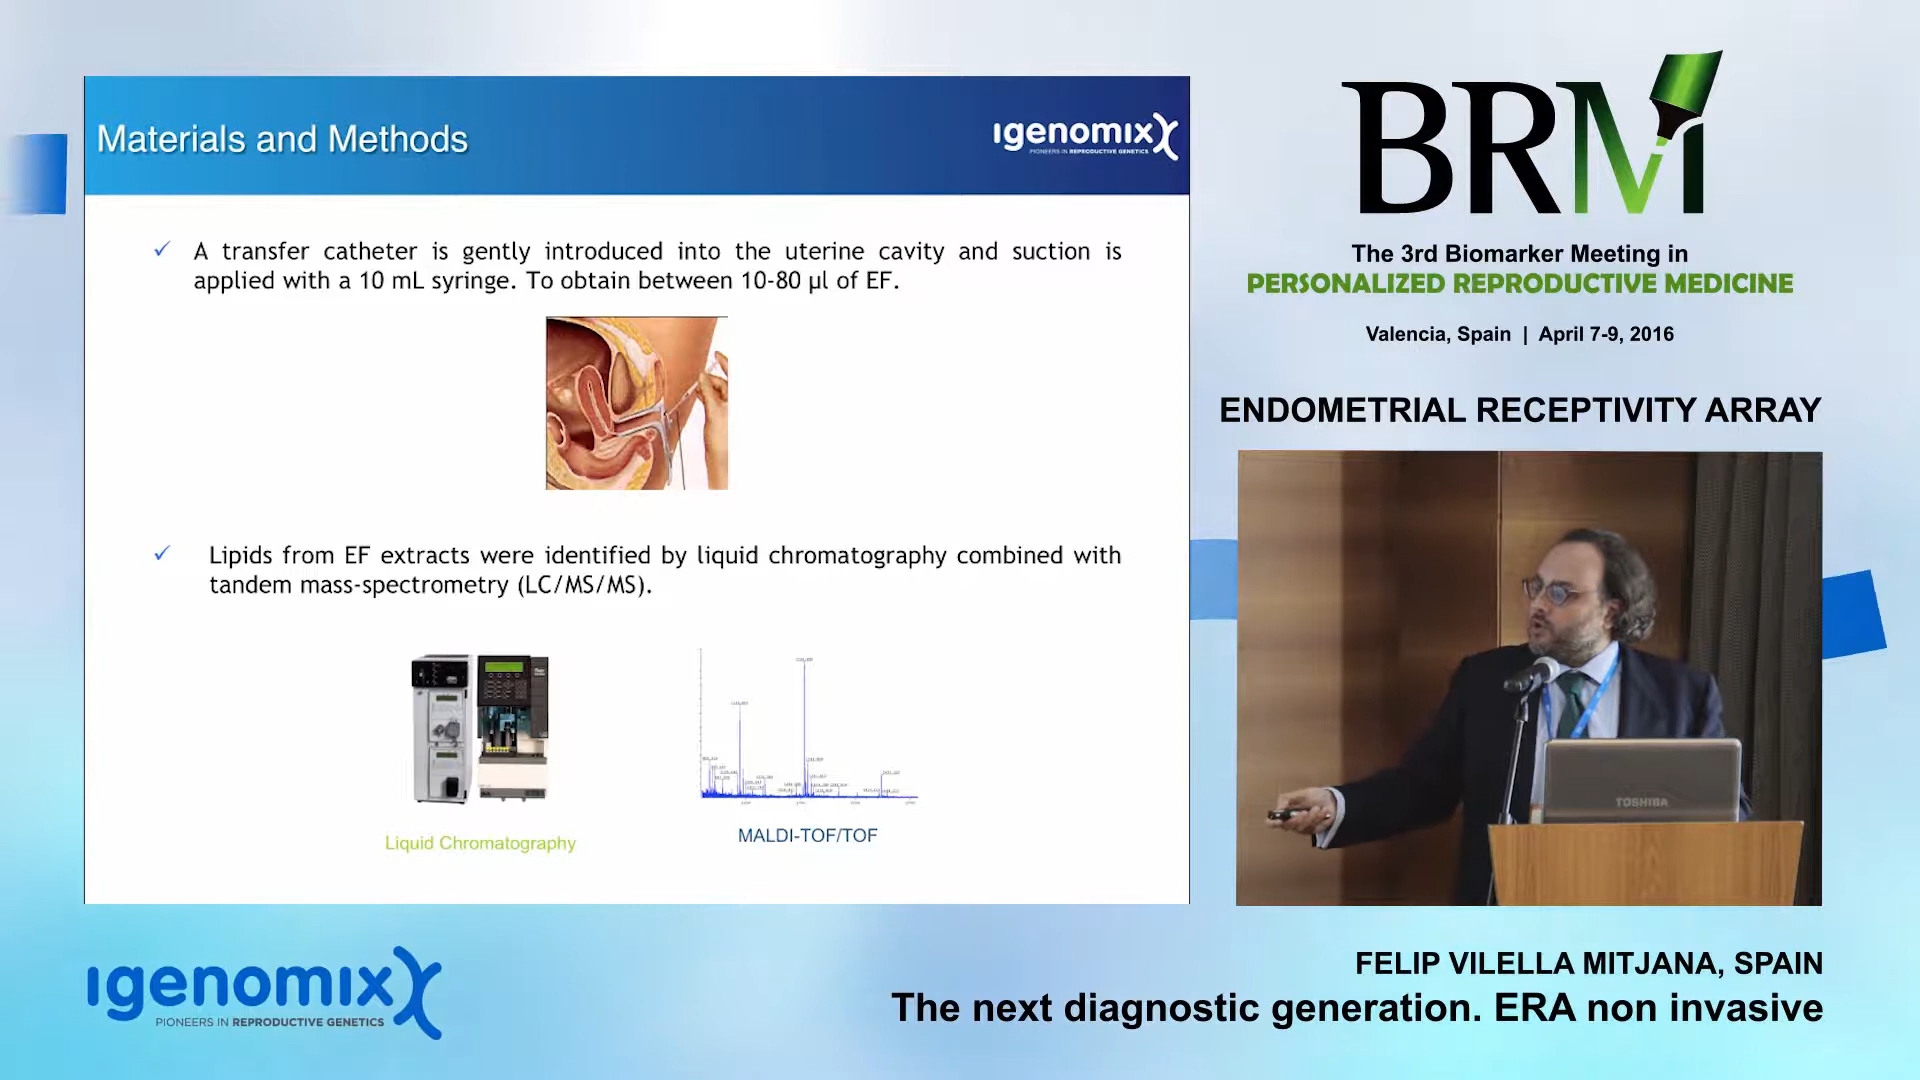 Materials and Methods
igenomix
PIONEERS IN REPRODUCTIVE GENETICS
✓ A transfer catheter is gently introduced into the uterine cavity and suction is
applied with a 10 mL syringe. To obtain between 10-80 µl of EF.
✓ Lipids from EF extracts were identified by liquid chromatography combined with
tandem mass-spectrometry (LC/MS/MS).
Liquid Chromatography
MALDI-TOF/TOF
BRM
The 3rd Biomarker Meeting in
PERSONALIZED REPRODUCTIVE MEDICINE
Valencia, Spain | April 7-9, 2016
ENDOMETRIAL RECEPTIVITY ARRAY
TOSHIBA
igenomix
PIONEERS IN REPRODUCTIVE GENETICS
FELIP VILELLA MITJANA, SPAIN
The next diagnostic generation. ERA non invasive